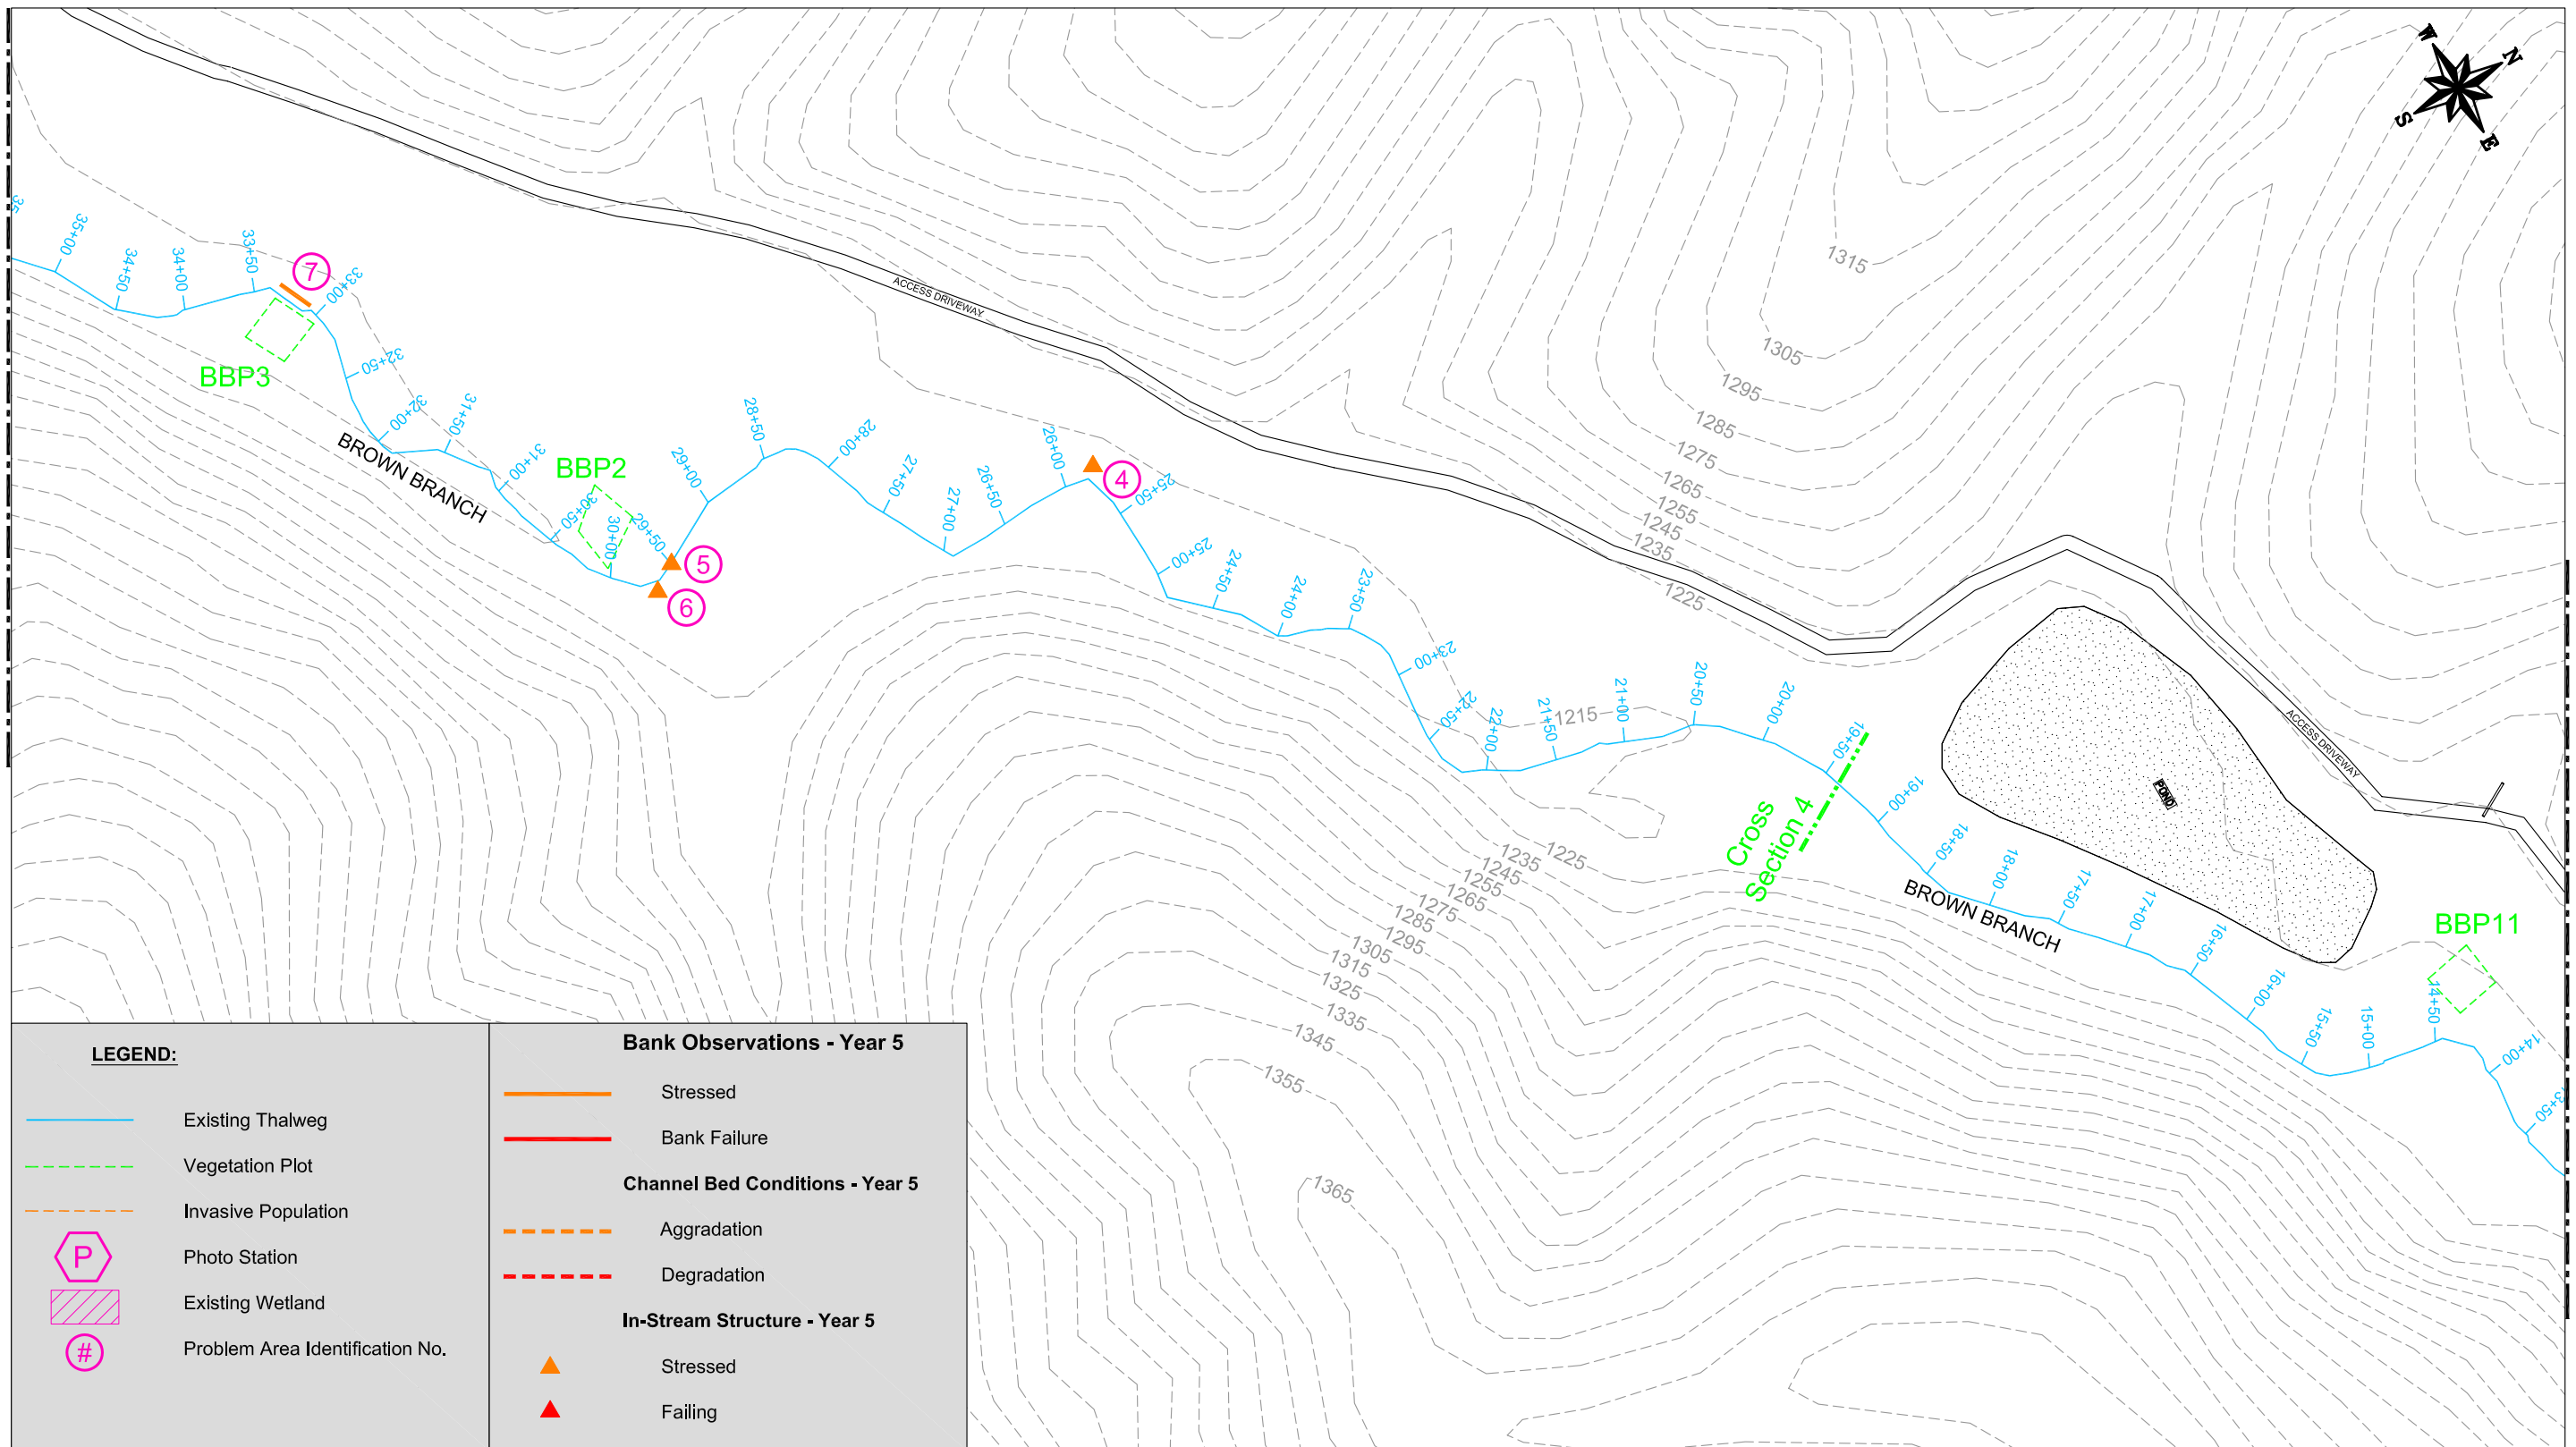 W
N
S
E
35+00
34+50
34+00
33+50
7
33+00
BBP3
32+50
32+00
31+50
31+00
BROWN BRANCH
BBP2
30+50
30+00
29+50
5
6
29+00
28+50
28+00
27+50
27+00
26+50
26+00
4
25+50
25+00
24+50
24+00
23+50
23+00
22+50
22+00
21+50
21+00
20+50
20+00
19+50
19+00
18+50
18+00
17+50
17+00
16+50
16+00
15+50
15+00
14+50
14+00
ACCESS DRIVEWAY
1315
1305
1295
1285
1275
1265
1255
1245
1235
1225
1215
ACCESS DRIVEWAY
POND
Cross
Section 4
BROWN BRANCH
BBP11
1225
1235
1245
1255
1265
1275
1285
1295
1305
1315
1325
1335
1345
1355
1365
LEGEND:
Existing Thalweg
Vegetation Plot
Invasive Population
P Photo Station
Existing Wetland
# Problem Area Identification No.
Bank Observations - Year 5
Stressed
Bank Failure
Channel Bed Conditions - Year 5
Aggradation
Degradation
In-Stream Structure - Year 5
Stressed
Failing